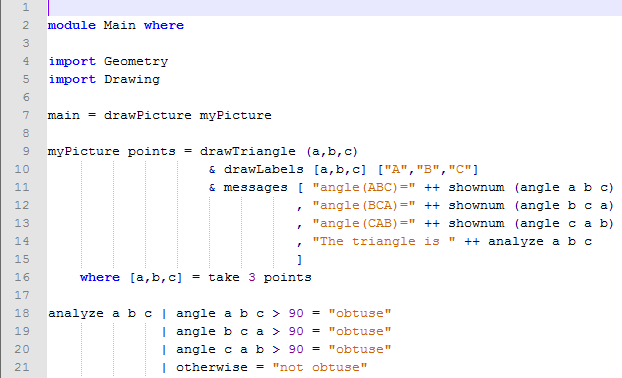 1
2 module Main where
3
4 import Geometry
5 import Drawing
6
7 main = drawPicture myPicture
8
9 myPicture points = drawTriangle (a,b,c)
10                     & drawLabels [a,b,c] ["A","B","C"]
11                     & messages [ "angle(ABC)=" ++ shownum (angle a b c)
12                                , "angle(BCA)=" ++ shownum (angle b c a)
13                                , "angle(CAB)=" ++ shownum (angle c a b)
14                                , "The triangle is " ++ analyze a b c
15                                ]
16     where [a,b,c] = take 3 points
17
18 analyze a b c | angle a b c > 90 = "obtuse"
19               | angle b c a > 90 = "obtuse"
20               | angle c a b > 90 = "obtuse"
21               | otherwise = "not obtuse"